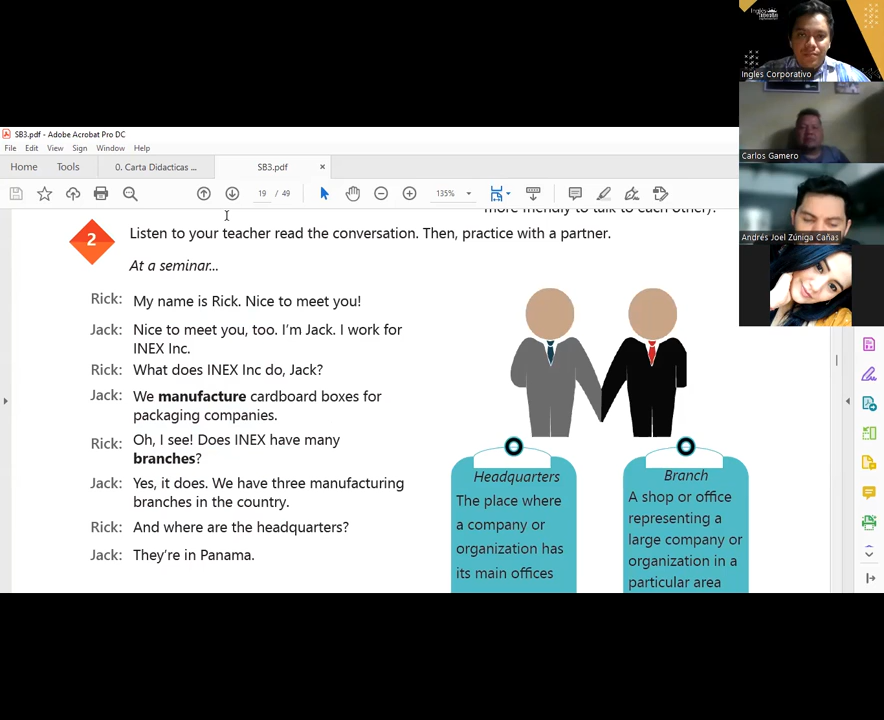 SB3.pdf - Adobe Acrobat Pro DC
File Edit View Sign Window Help
Home Tools 0. Carta Didacticas ... SB3.pdf ×
19 / 49 135%
more friendly to talk to each other).
2 Listen to your teacher read the conversation. Then, practice with a partner.
At a seminar...
Rick: My name is Rick. Nice to meet you!
Jack: Nice to meet you, too. I'm Jack. I work for
INEX Inc.
Rick: What does INEX Inc do, Jack?
Jack: We manufacture cardboard boxes for
packaging companies.
Rick: Oh, I see! Does INEX have many
branches?
Jack: Yes, it does. We have three manufacturing
branches in the country.
Rick: And where are the headquarters?
Jack: They're in Panama.
Headquarters
The place where
a company or
organization has
its main offices
Branch
A shop or office
representing a
large company or
organization in a
particular area
Ingles Corporativo
Carlos Gamero
Andrés Joel Zúniga Cañas